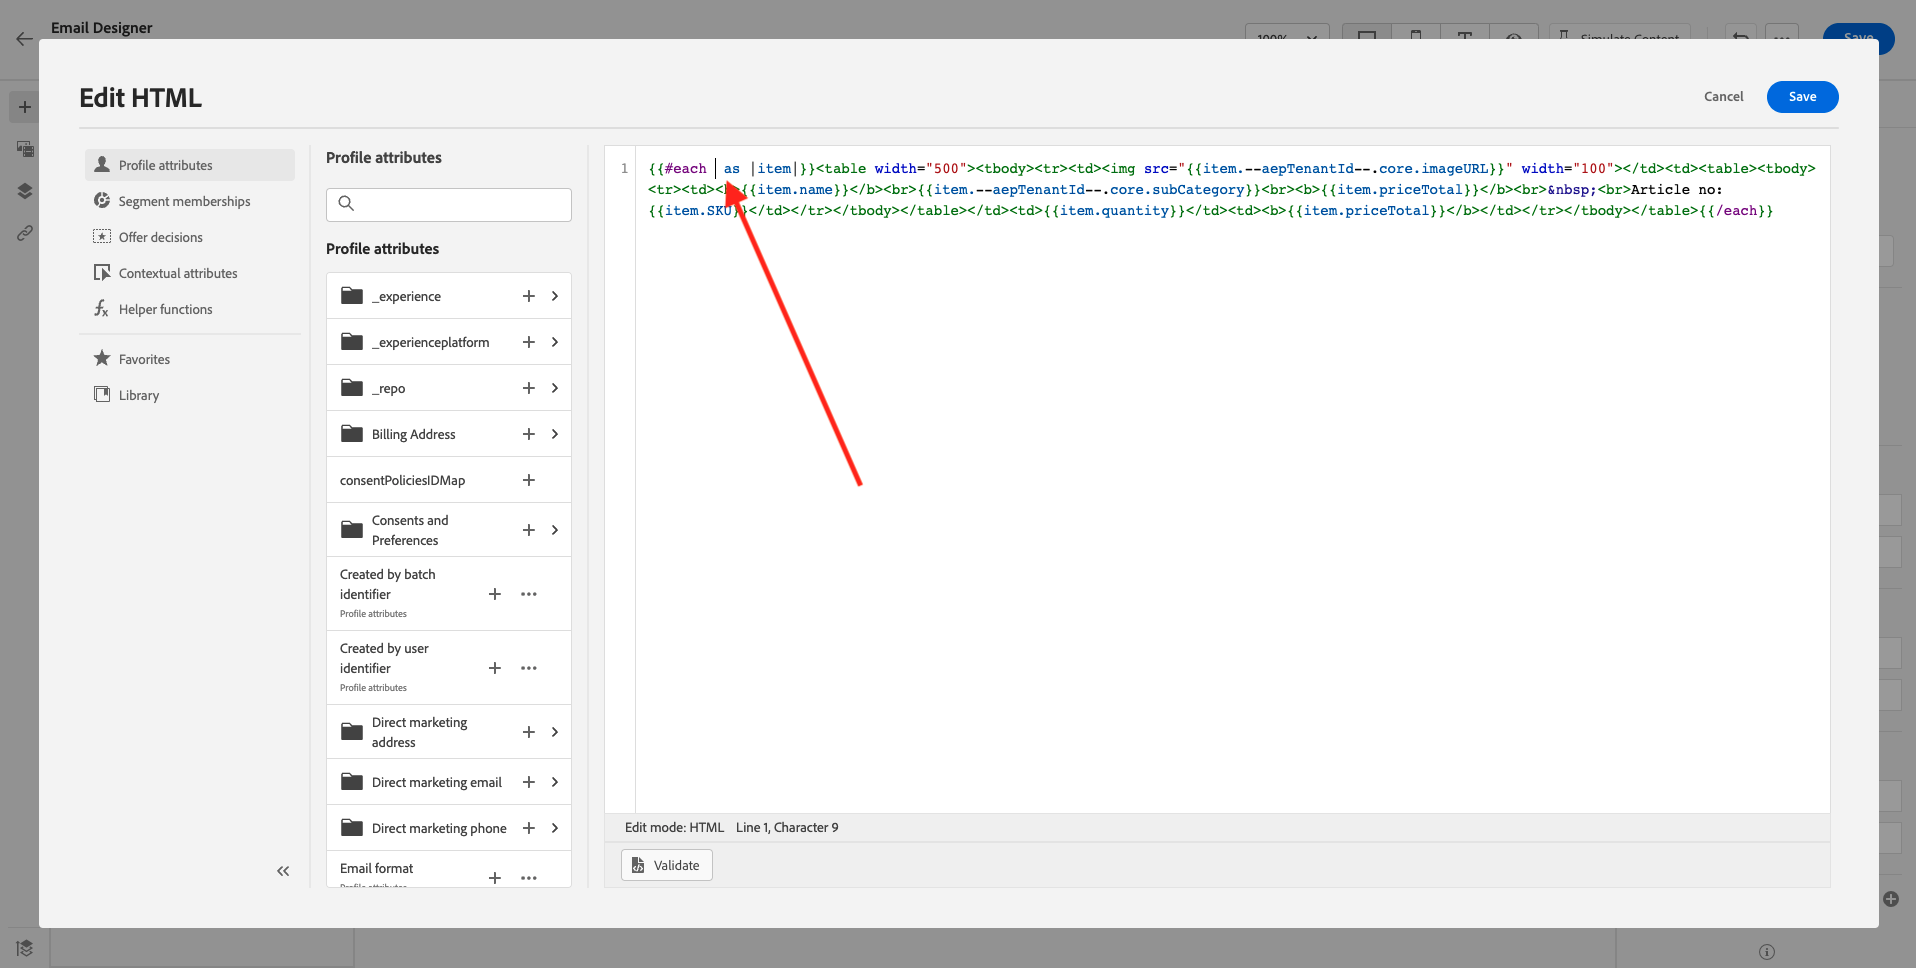 Email Designer
100%
Simulate Content
Save
Edit HTML
Cancel
Save
Profile attributes
Segment memberships
Offer decisions
Contextual attributes
Helper functions
Favorites
Library
Profile attributes
Profile attributes
_experience
_experienceplatform
_repo
Billing Address
consentPoliciesIDMap
Consents and
Preferences
Created by batch
identifier
Profile attributes
Created by user
identifier
Profile attributes
Direct marketing
address
Direct marketing email
Direct marketing phone
Email format
Profile attributes
1
{{#each  as |item|}}<table width="500"><tbody><tr><td><img src="{{item.--aepTenantId--.core.imageURL}}" width="100"></td><td><table><tbody>
<tr><td><b>{{item.name}}</b><br>{{item.--aepTenantId--.core.subCategory}}<br><b>{{item.priceTotal}}</b><br>&nbsp;<br>Article no:
{{item.SKU}}</td></tr></tbody></table></td><td>{{item.quantity}}</td><td><b>{{item.priceTotal}}</b></td></tr></tbody></table>{{/each}}
Edit mode: HTML Line 1, Character 9
Validate